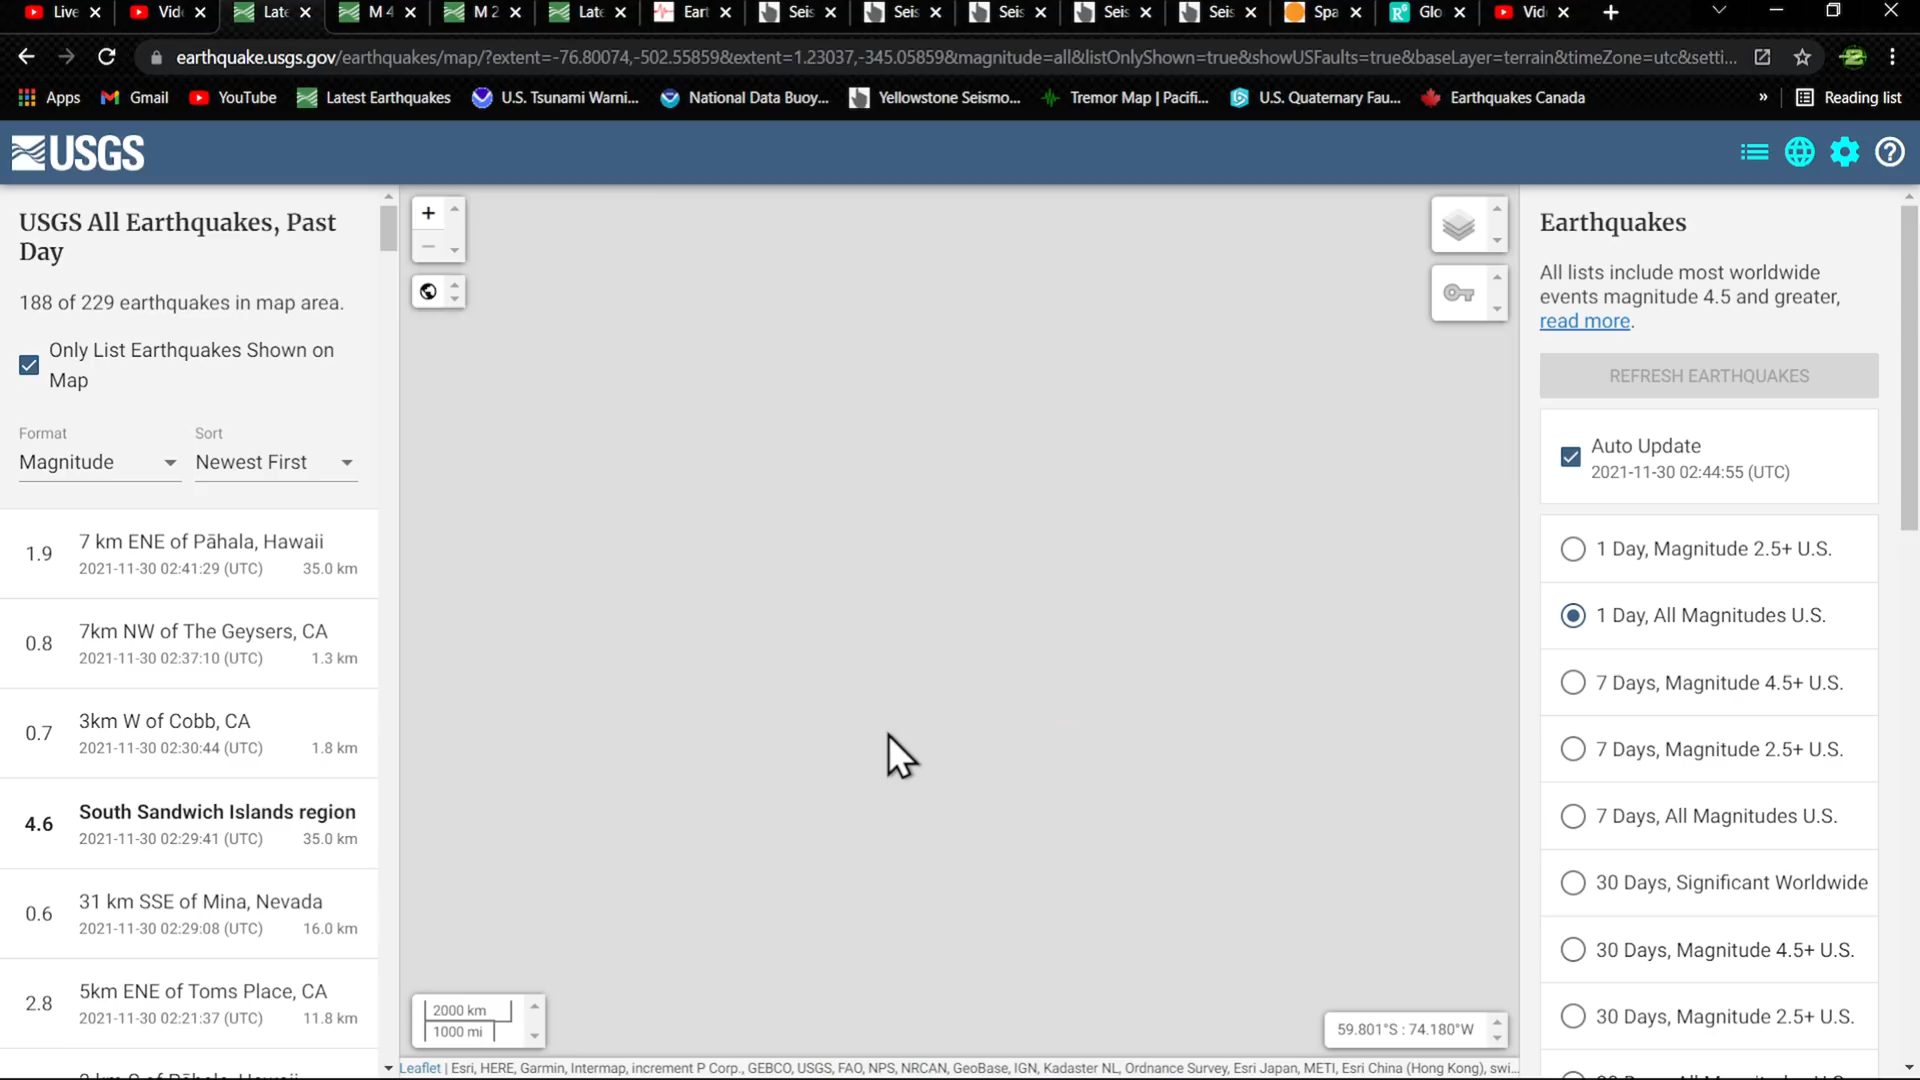 Live
Vid
Late
M 4
M 2
Late
Eart
Seis
Seis
Seis
Seis
Seis
Spa
Glo
Vid
earthquake.usgs.gov/earthquakes/map/?extent=-76.80074,-502.55859&extent=1.23037,-345.05859&magnitude=all&listOnlyShown=true&showUSFaults=true&baseLayer=terrain&timeZone=utc&setti...
Apps
Gmail
YouTube
Latest Earthquakes
U.S. Tsunami Warni...
National Data Buoy...
Yellowstone Seismo...
Tremor Map | Pacifi...
U.S. Quaternary Fau...
Earthquakes Canada
»
Reading list
USGS
USGS All Earthquakes, Past
Day
188 of 229 earthquakes in map area.
Only List Earthquakes Shown on
Map
Format
Magnitude
Sort
Newest First
1.9
7 km ENE of Pāhala, Hawaii
2021-11-30 02:41:29 (UTC) 35.0 km
0.8
7km NW of The Geysers, CA
2021-11-30 02:37:10 (UTC) 1.3 km
0.7
3km W of Cobb, CA
2021-11-30 02:30:44 (UTC) 1.8 km
4.6
South Sandwich Islands region
2021-11-30 02:29:41 (UTC) 35.0 km
0.6
31 km SSE of Mina, Nevada
2021-11-30 02:29:08 (UTC) 16.0 km
2.8
5km ENE of Toms Place, CA
2021-11-30 02:21:37 (UTC) 11.8 km
+
−
2000 km
1000 mi
59.801°S : 74.180°W
Leaflet | Esri, HERE, Garmin, Intermap, increment P Corp., GEBCO, USGS, FAO, NPS, NRCAN, GeoBase, IGN, Kadaster NL, Ordnance Survey, Esri Japan, METI, Esri China (Hong Kong), swi...
Earthquakes
All lists include most worldwide
events magnitude 4.5 and greater,
read more.
REFRESH EARTHQUAKES
Auto Update
2021-11-30 02:44:55 (UTC)
1 Day, Magnitude 2.5+ U.S.
1 Day, All Magnitudes U.S.
7 Days, Magnitude 4.5+ U.S.
7 Days, Magnitude 2.5+ U.S.
7 Days, All Magnitudes U.S.
30 Days, Significant Worldwide
30 Days, Magnitude 4.5+ U.S.
30 Days, Magnitude 2.5+ U.S.